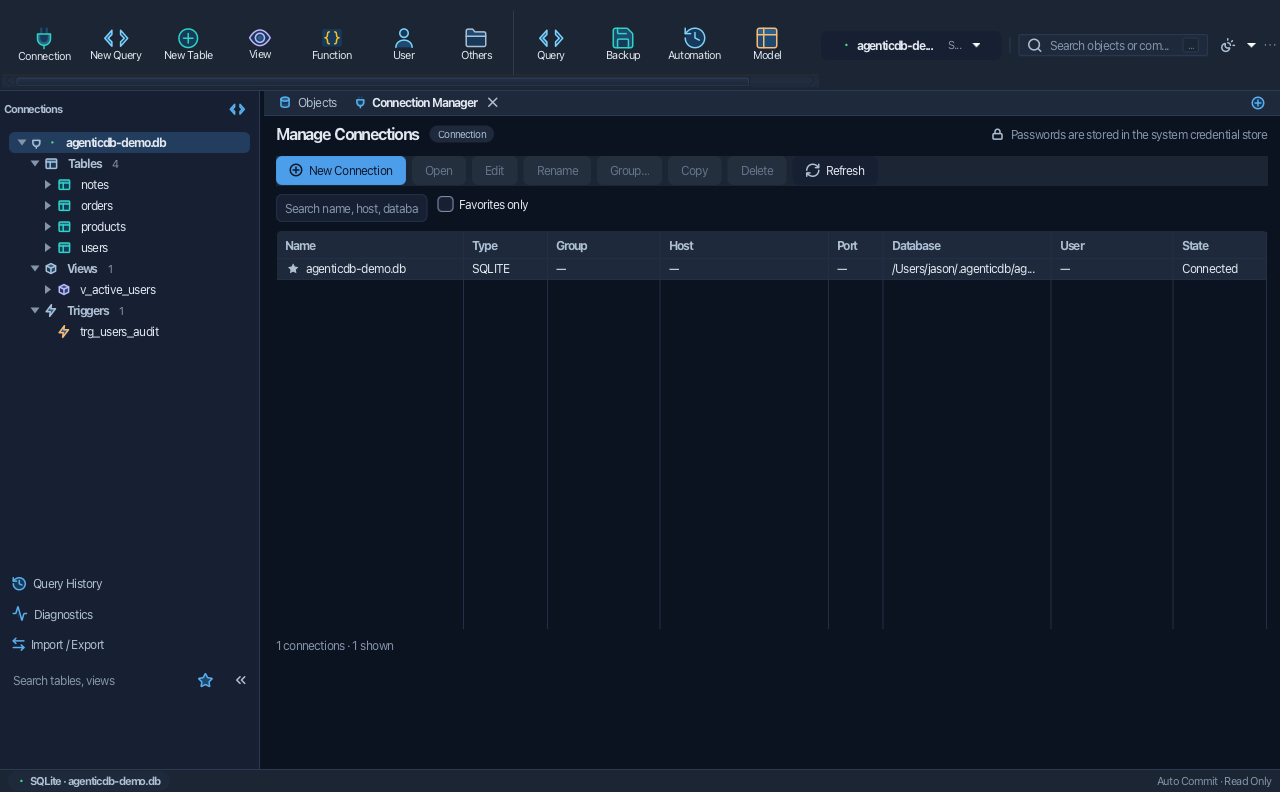 Connection New Query New Table View Function User Others Query Backup Automation Model
agenticdb-de... S... Search objects or com... ...
Connections
agenticdb-demo.db
Tables 4
notes
orders
products
users
Views 1
v_active_users
Triggers 1
trg_users_audit
Query History
Diagnostics
Import / Export
Search tables, views
Objects Connection Manager
Manage Connections Connection Passwords are stored in the system credential store
New Connection Open Edit Rename Group... Copy Delete Refresh
Search name, host, databa Favorites only
Name Type Group Host Port Database User State
agenticdb-demo.db SQLITE — — — /Users/jason/.agenticdb/ag... — Connected
1 connections · 1 shown
SQLite · agenticdb-demo.db Auto Commit · Read Only